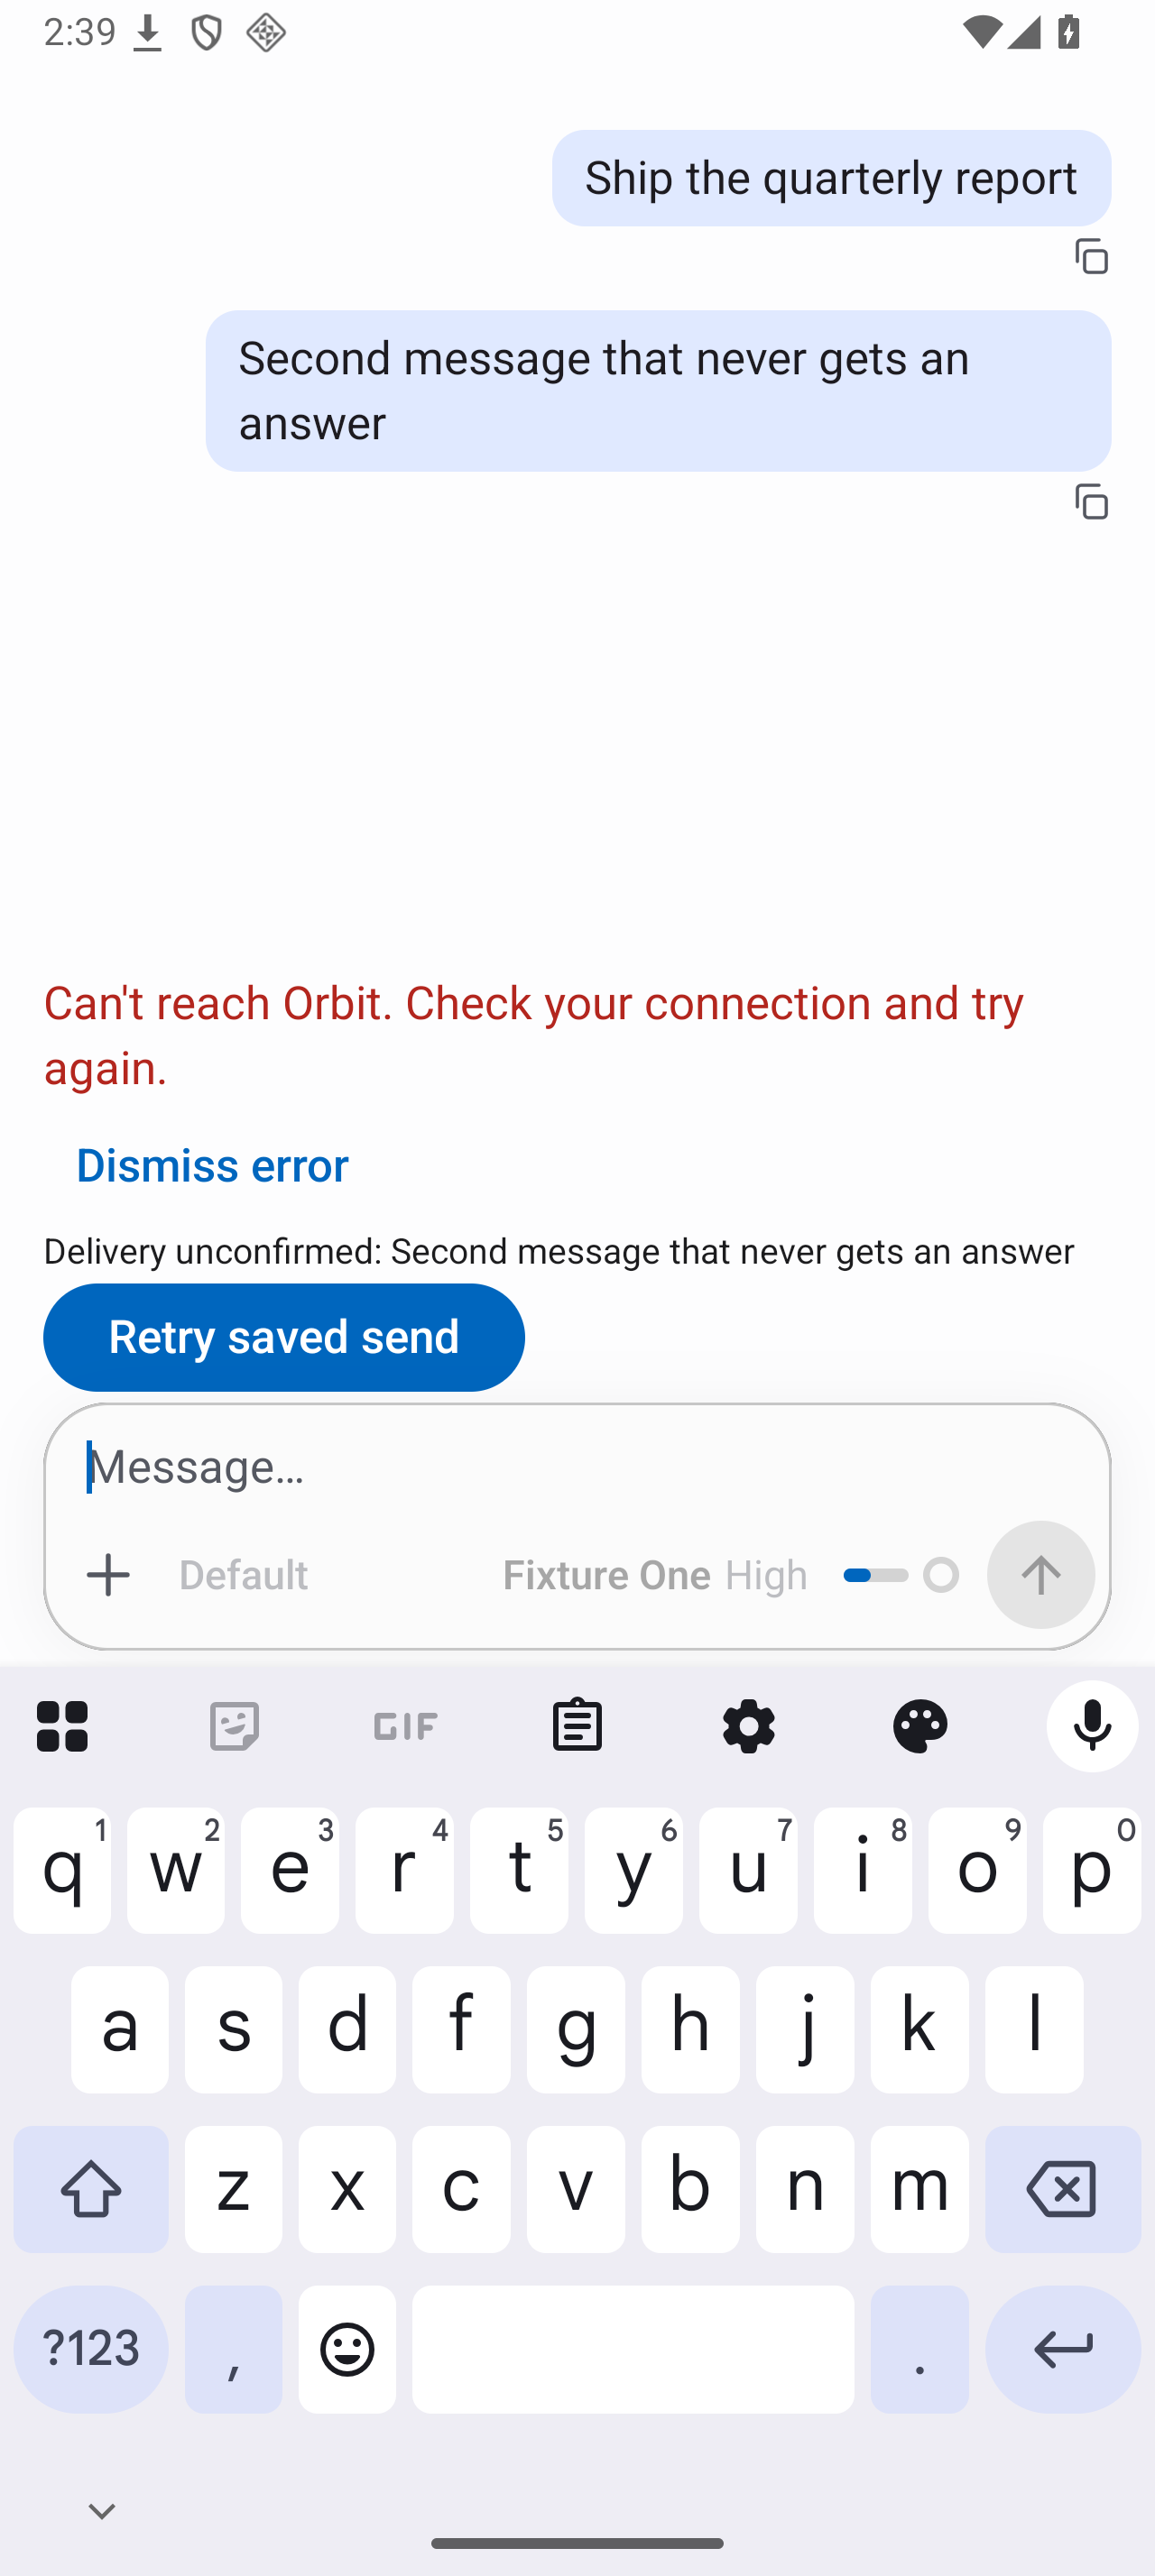 2:39
Ship the quarterly report
Second message that never gets an
answer
Can't reach Orbit. Check your connection and try
again.
Dismiss error
Delivery unconfirmed: Second message that never gets an answer
Retry saved send
Message…
Default Fixture One High
GIF
q1 w2 e3 r4 t5 y6 u7 i8 o9 p0
a s d f g h j k l
z x c v b n m
?123 , .